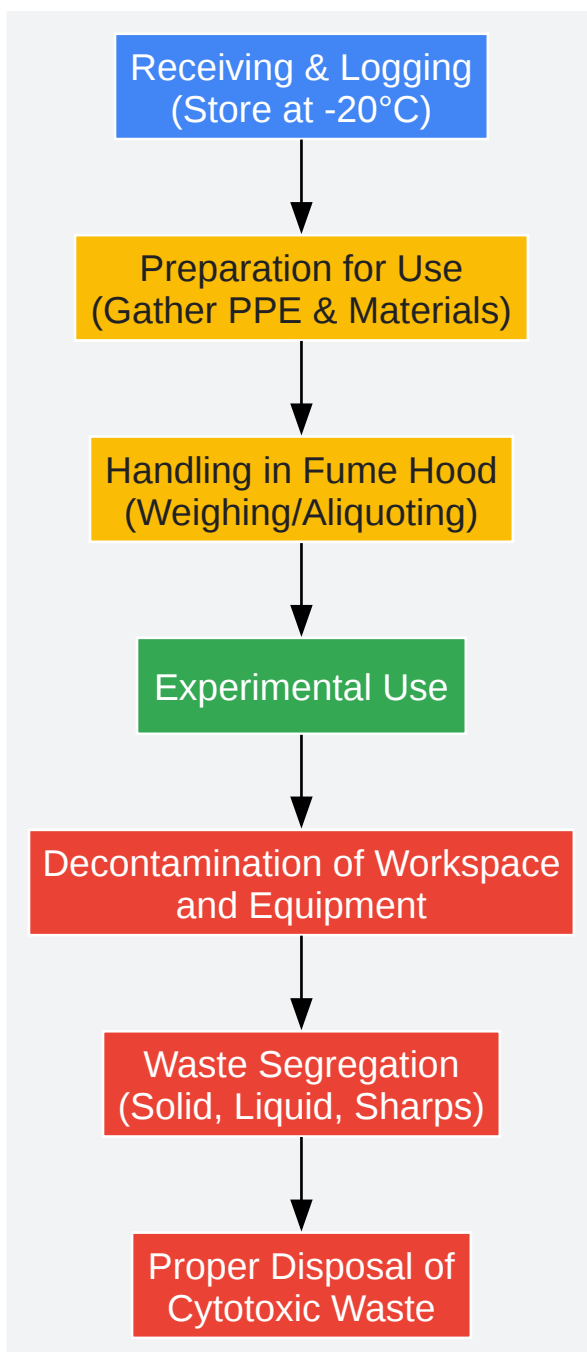 Receiving & Logging
(Store at -20°C)
Preparation for Use
(Gather PPE & Materials)
Handling in Fume Hood
(Weighing/Aliquoting)
Experimental Use
Decontamination of Workspace
and Equipment
Waste Segregation
(Solid, Liquid, Sharps)
Proper Disposal of
Cytotoxic Waste